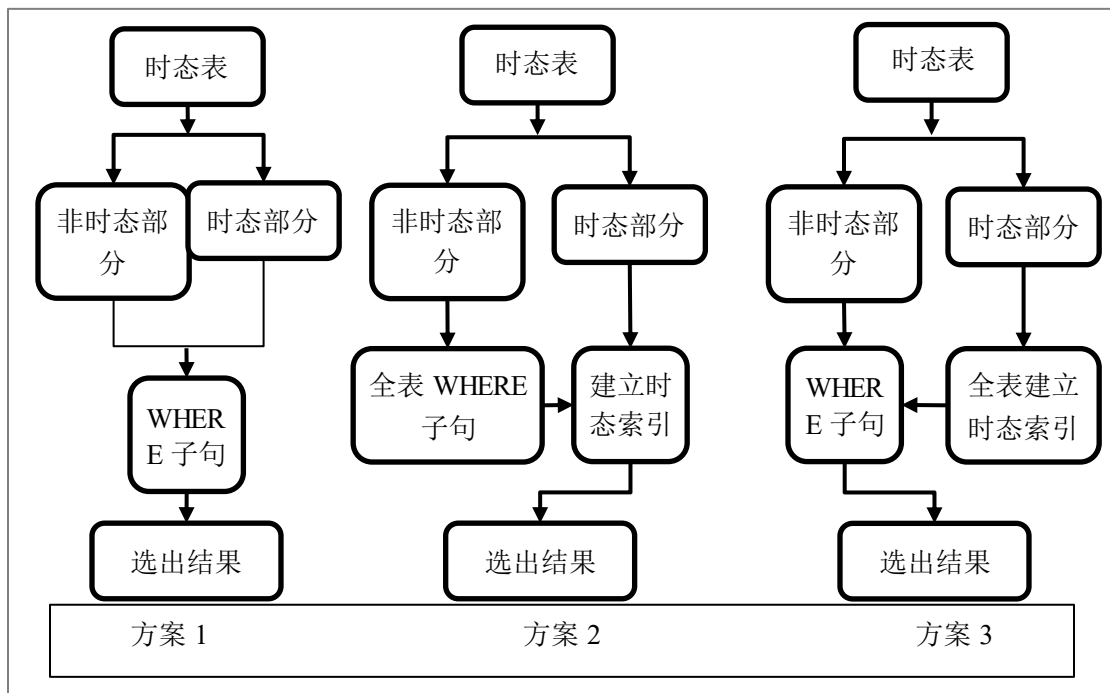 时态表
非时态部
分
时态部分
WHER
E 子句
选出结果
时态表
非时态部
分
时态部分
全表 WHERE
子句
建立时
态索引
选出结果
时态表
非时态部
分
时态部分
WHER
E 子句
全表建立
时态索引
选出结果
方案 1
方案 2
方案 3